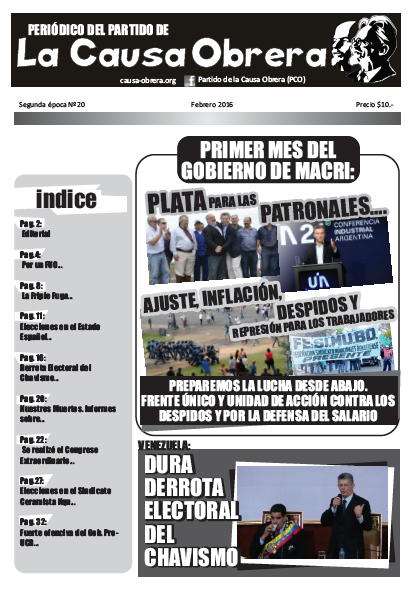 PERIÓDICO DEL PARTIDO DE
La Causa Obrera
causa-obrera.org
Partido de la Causa Obrera (PCO)
Segunda época Nº20
Febrero 2016
Precio $10.-
indice
Pag. 2:
Editorial
Pag.4:
Por un FUO...
Pag. 8:
La Triple Fuga...
Pag. 11:
Elecciones en el Estado
Español...
Pag. 16:
Derrota Electoral del
Chavismo...
Pag. 20:
Nuestros Muertos. Informes
sobre...
Pag. 22:
Se realizó el Congreso
Extraordinario...
Pag.27:
Elecciones en el Sindicato
Ceramista Nqn...
Pag. 32:
Fuerte ofensiva del Gob. Pro-
UCR...
PRIMER MES DEL
GOBIERNO DE MACRI:
PLATA PARA LAS
PATRONALES....
CONFERENCIA
INDUSTRIAL
ARGENTINA
AJUSTE, INFLACIÓN,
DESPIDOS Y
REPRESIÓN PARA LOS TRABAJADORES
FESIMUBO
PRESENTE
PREPAREMOS LA LUCHA DESDE ABAJO.
FRENTE ÚNICO Y UNIDAD DE ACCIÓN CONTRA LOS
DESPIDOS Y POR LA DEFENSA DEL SALARIO
VENEZUELA:
DURA
DERROTA
ELECTORAL
DEL
CHAVISMO